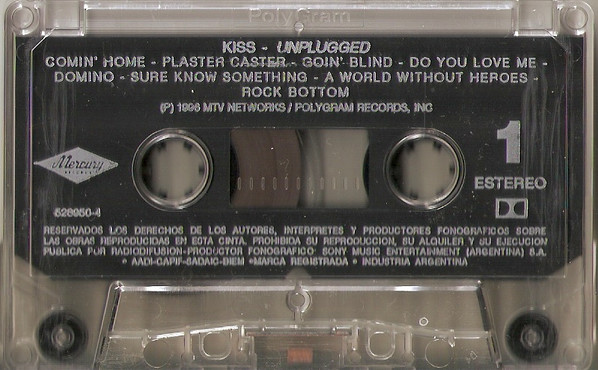 PolyGram
KISS - UNPLUGGED
COMIN' HOME - PLASTER CASTER - GOIN' BLIND - DO YOU LOVE ME -
DOMINO - SURE KNOW SOMETHING - A WORLD WITHOUT HEROES -
ROCK BOTTOM
(P) 1996 MTV NETWORKS / POLYGRAM RECORDS, INC
Mercury
RECORDS
1
ESTEREO
528950-4
RESERVADOS LOS DERECHOS DE LOS AUTORES, INTERPRETES Y PRODUCTORES FONOGRAFICOS SOBRE
LAS OBRAS REPRODUCIDAS EN ESTA CINTA. PROHIBIDA SU REPRODUCCION, SU ALQUILER Y SU EJECUCION
PUBLICA POR RADIODIFUSION-PRODUCTOR FONOGRAFICO SONY MUSIC ENTERTAINMENT (ARGENTINA) S.A.
* AADI-CAPIF-SADAIC-BIEM *MARCA REGISTRADA * INDUSTRIA ARGENTINA